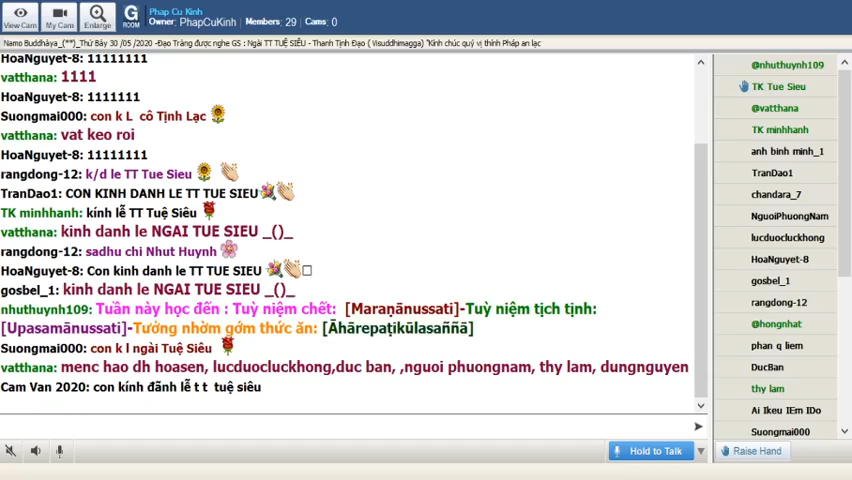 Phap Cu Kinh
Owner: PhapCuKinh Members: 29 Cams: 0
View Cam
My Cam
Enlarge
G
ROOM
Namo Buddhàya_(**)_Thứ Bảy 30 /05 /2020 -Đạo Tràng được nghe GS : Ngài TT TUỆ SIÊU - Thanh Tịnh Đạo ( Visuddhimagga) "Kính chúc quý vị thính Pháp an lạc
HoaNguyet-8: 11111111
vatthana: 1111
HoaNguyet-8: 1111111
Suongmai000: con k L cô Tịnh Lạc
vatthana: vat keo roi
HoaNguyet-8: 11111111
rangdong-12: k/d le TT Tue Sieu
TranDao1: CON KINH DANH LE TT TUE SIEU
TK minhhanh: kính lễ TT Tuệ Siêu
vatthana: kinh danh le NGAI TUE SIEU _()_
rangdong-12: sadhu chi Nhut Huynh
HoaNguyet-8: Con kinh danh le TT TUE SIEU
gosbel_1: kinh danh le NGAI TUE SIEU _()_
nhuthuynh109: Tuần này học đến : Tuỳ niệm chết: [Maraṇānussati]-Tuỳ niệm tịch tịnh:
[Upasamānussati]-Tưởng nhờm gớm thức ăn: [Āhārepaṭikūlasaññā]
Suongmai000: con k l ngài Tuệ Siêu
vatthana: menc hao dh hoasen, lucduocluckhong,duc ban, ,nguoi phuongnam, thy lam, dungnguyen
Cam Van 2020: con kính đãnh lễ t t tuệ siêu
@nhuthuynh109
TK Tue Sieu
@vatthana
TK minhhanh
anh binh minh_1
TranDao1
chandara_7
NguoiPhuongNam
lucduocluckhong
HoaNguyet-8
gosbel_1
rangdong-12
@hongnhat
phan q liem
DucBan
thy lam
Ai Ikeu IEm IDo
Suongmai000
Hold to Talk
Raise Hand